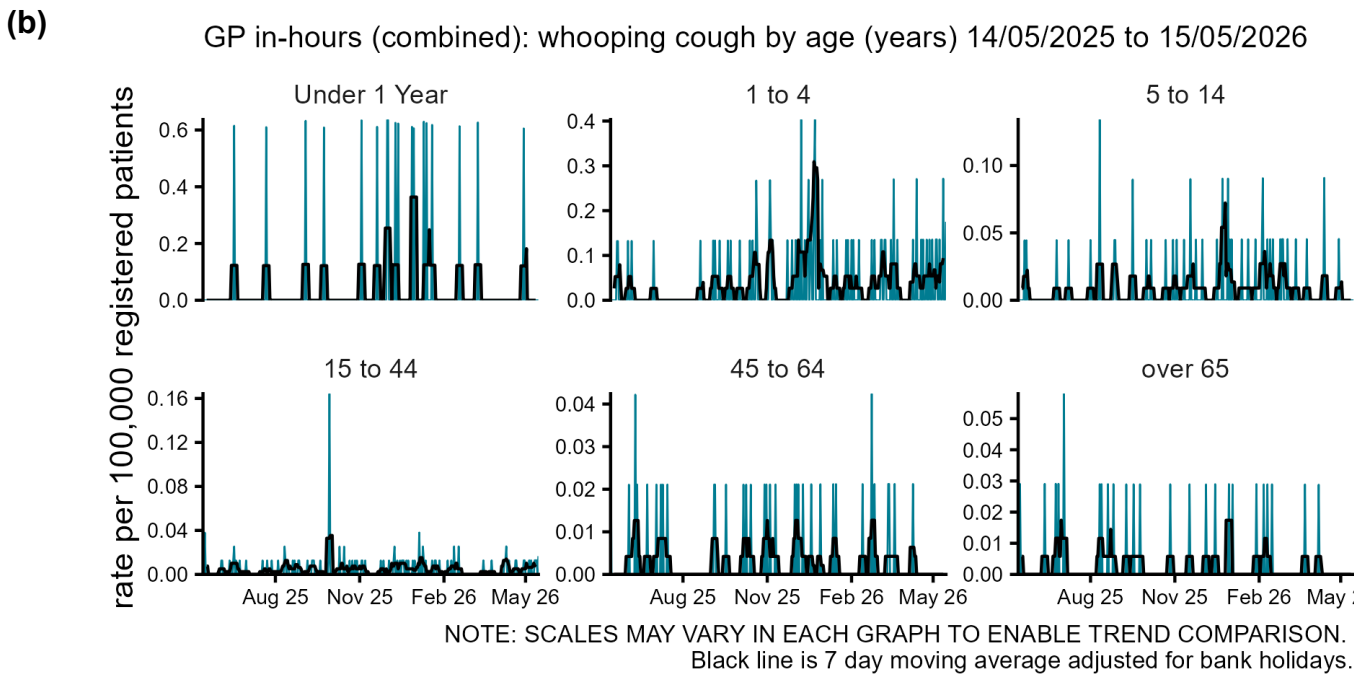 (b)
GP in-hours (combined): whooping cough by age (years) 14/05/2025 to 15/05/2026
rate per 100,000 registered patients
Under 1 Year
0.6
0.4
0.2
0.0
1 to 4
0.4
0.3
0.2
0.1
0.0
5 to 14
0.10
0.05
0.00
15 to 44
0.16
0.12
0.08
0.04
0.00
Aug 25 Nov 25 Feb 26 May 26
45 to 64
0.04
0.03
0.02
0.01
0.00
Aug 25 Nov 25 Feb 26 May 26
over 65
0.05
0.04
0.03
0.02
0.01
0.00
Aug 25 Nov 25 Feb 26 May
NOTE: SCALES MAY VARY IN EACH GRAPH TO ENABLE TREND COMPARISON.
Black line is 7 day moving average adjusted for bank holidays.